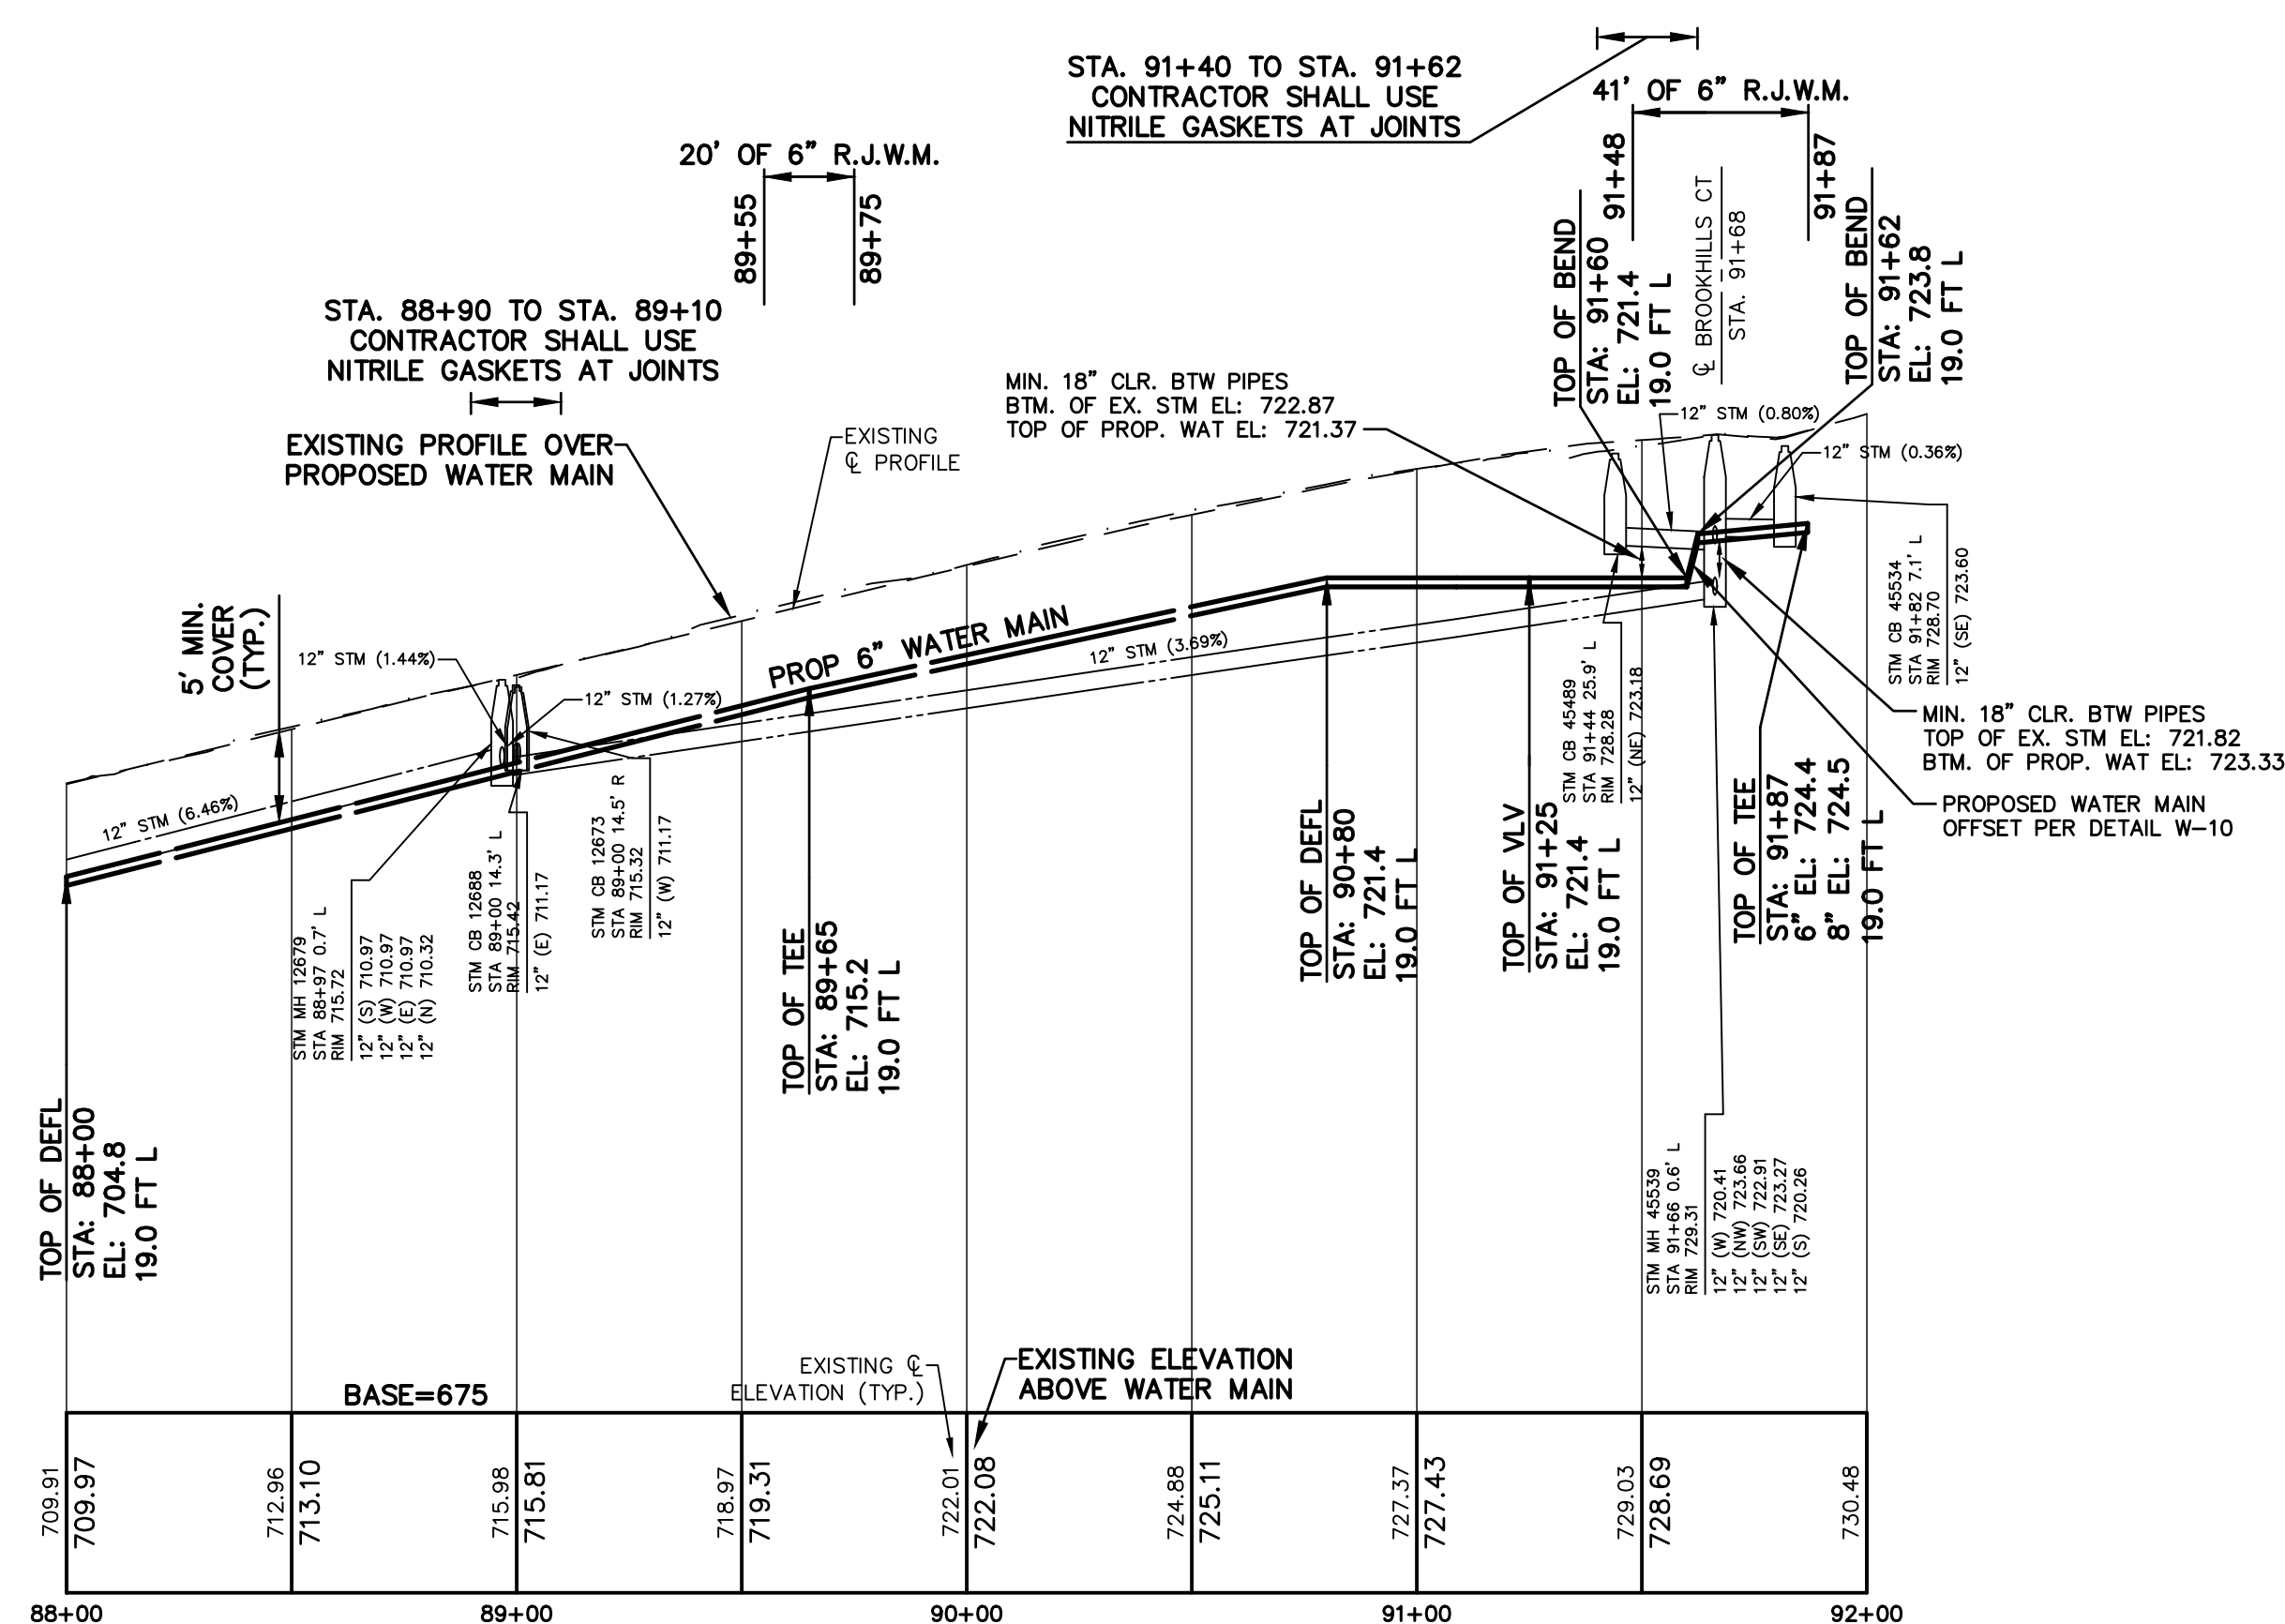 STA. 91+40 TO STA. 91+62
CONTRACTOR SHALL USE
NITRILE GASKETS AT JOINTS
41' OF 6" R.J.W.M.
91+48
91+87
20' OF 6" R.J.W.M.
89+55
89+75
STA. 88+90 TO STA. 89+10
CONTRACTOR SHALL USE
NITRILE GASKETS AT JOINTS
EXISTING PROFILE OVER
PROPOSED WATER MAIN
EXISTING
℄ PROFILE
MIN. 18" CLR. BTW PIPES
BTM. OF EX. STM EL: 722.87
TOP OF PROP. WAT EL: 721.37
TOP OF BEND
STA: 91+60
EL: 721.4
19.0 FT L
℄ BROOKHILLS CT
STA. 91+68
TOP OF BEND
STA: 91+62
EL: 723.8
19.0 FT L
12" STM (0.80%)
12" STM (0.36%)
5' MIN.
COVER
(TYP.)
12" STM (1.44%)
12" STM (1.27%)
PROP 6" WATER MAIN
12" STM (3.69%)
12" STM (6.46%)
STM CB 45534
STA 91+82 7.1' L
RIM 728.70
12" (SE) 723.60
STM CB 45489
STA 91+44 25.9' L
RIM 728.28
12" (NE) 723.18
MIN. 18" CLR. BTW PIPES
TOP OF EX. STM EL: 721.82
BTM. OF PROP. WAT EL: 723.33
PROPOSED WATER MAIN
OFFSET PER DETAIL W-10
STM MH 12679
STA 88+97 0.7' L
RIM 715.72
12" (S) 710.97
12" (W) 710.97
12" (E) 710.97
12" (N) 710.32
STM CB 12688
STA 89+00 14.3' L
RIM 715.42
12" (E) 711.17
STM CB 12673
STA 89+00 14.5' R
RIM 715.32
12" (W) 711.17
TOP OF TEE
STA: 89+65
EL: 715.2
19.0 FT L
TOP OF DEFL
STA: 90+80
EL: 721.4
19.0 FT L
TOP OF VLV
STA: 91+25
EL: 721.4
19.0 FT L
TOP OF TEE
STA: 91+87
6" EL: 724.4
8" EL: 724.5
19.0 FT L
TOP OF DEFL
STA: 88+00
EL: 704.8
19.0 FT L
STM MH 45539
STA 91+66 0.6' L
RIM 729.31
12" (W) 720.41
12" (NW) 723.66
12" (SW) 722.91
12" (SE) 723.27
12" (S) 720.26
BASE=675
EXISTING ℄
ELEVATION (TYP.)
EXISTING ELEVATION
ABOVE WATER MAIN
709.91
709.97
712.96
713.10
715.98
715.81
718.97
719.31
722.01
722.08
724.88
725.11
727.37
727.43
729.03
728.69
730.48
88+00
89+00
90+00
91+00
92+00